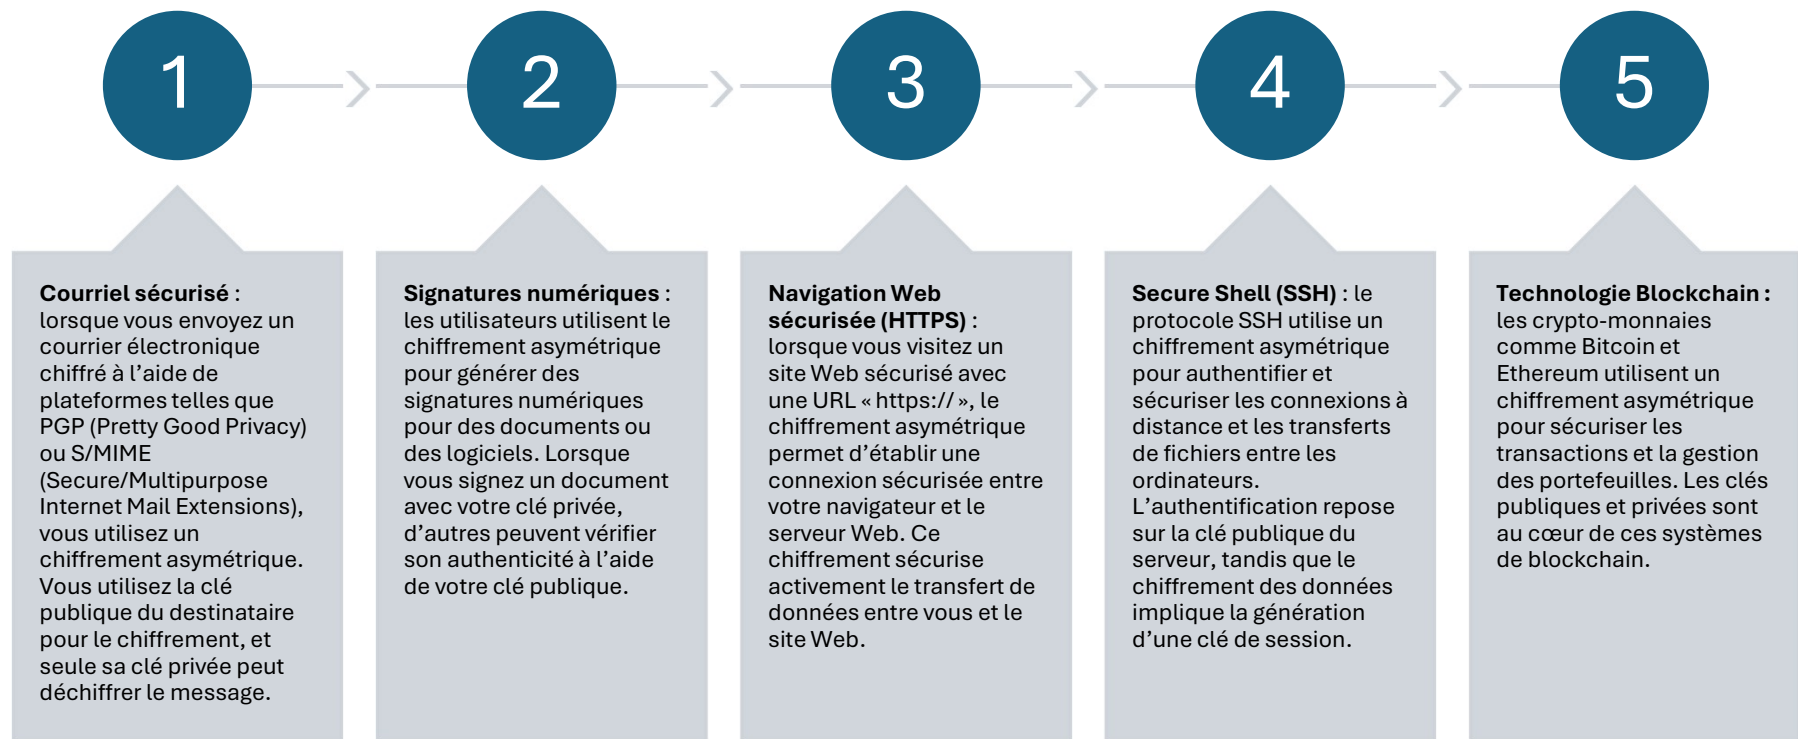 1
2
3
4
5
Courriel sécurisé :
lorsque vous envoyez un
courrier électronique
chiffré à l'aide de
plateformes telles que
PGP (Pretty Good Privacy)
ou S/MIME
(Secure/Multipurpose
Internet Mail Extensions),
vous utilisez un
chiffrement asymétrique.
Vous utilisez la clé
publique du destinataire
pour le chiffrement, et
seule sa clé privée peut
déchiffrer le message.
Signatures numériques :
les utilisateurs utilisent le
chiffrement asymétrique
pour générer des
signatures numériques
pour des documents ou
des logiciels. Lorsque
vous signez un document
avec votre clé privée,
d'autres peuvent vérifier
son authenticité à l'aide
de votre clé publique.
Navigation Web
sécurisée (HTTPS) :
lorsque vous visitez un
site Web sécurisé avec
une URL « https:// », le
chiffrement asymétrique
permet d'établir une
connexion sécurisée entre
votre navigateur et le
serveur Web. Ce
chiffrement sécurise
activement le transfert de
données entre vous et le
site Web.
Secure Shell (SSH) : le
protocole SSH utilise un
chiffrement asymétrique
pour authentifier et
sécuriser les connexions à
distance et les transferts
de fichiers entre les
ordinateurs.
L'authentification repose
sur la clé publique du
serveur, tandis que le
chiffrement des données
implique la génération
d'une clé de session.
Technologie Blockchain :
les crypto-monnaies
comme Bitcoin et
Ethereum utilisent un
chiffrement asymétrique
pour sécuriser les
transactions et la gestion
des portefeuilles. Les clés
publiques et privées sont
au cœur de ces systèmes
de blockchain.